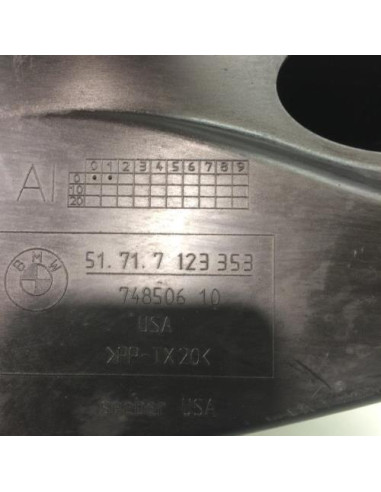 0 1 2 3 4 5 6 7 8 9
AI 0
10
20
BMW
51. 71. 7 123 353
748506 10
USA
>PP-TX20<
USA